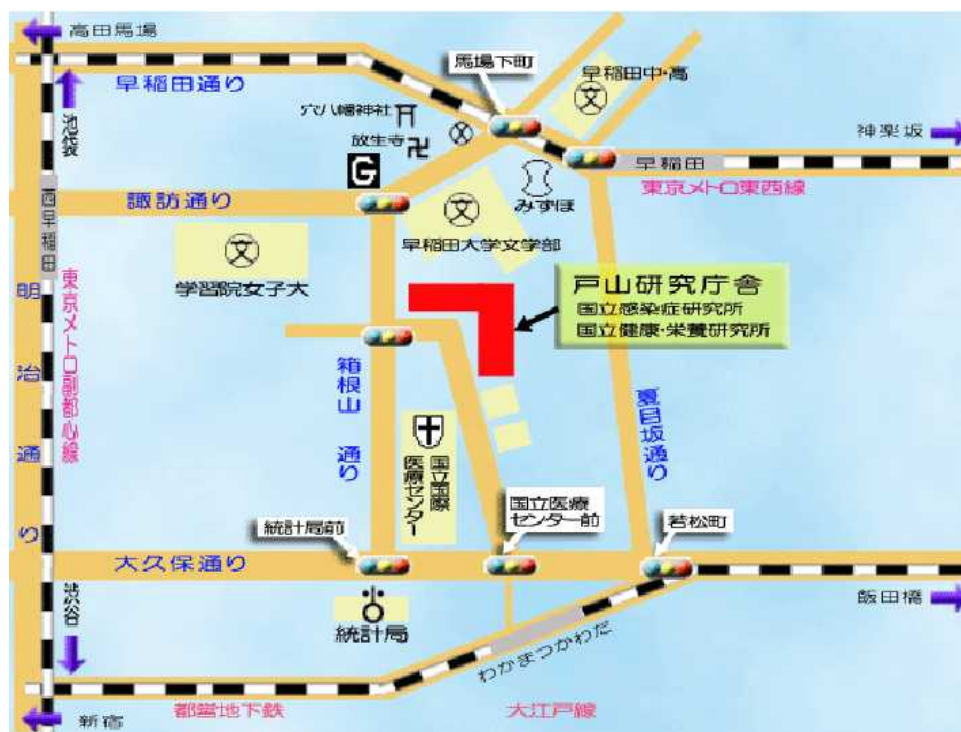 高田馬場
早稲田通り
池袋
馬場下町
早稲田中・高
穴八幡神社
放生寺
神楽坂
早稲田
東京メトロ東西線
G
諏訪通り
みずほ
早稲田大学文学部
西早稲田
学習院女子大
戸山研究庁舎
国立感染症研究所
国立健康・栄養研究所
明治通り
東京メトロ副都心線
箱根山通り
夏目坂通り
国立国際
医療センター
国立医療
センター前
統計局前
若松町
大久保通り
渋谷
飯田橋
統計局
わかまつかわだ
都営地下鉄
大江戸線
新宿